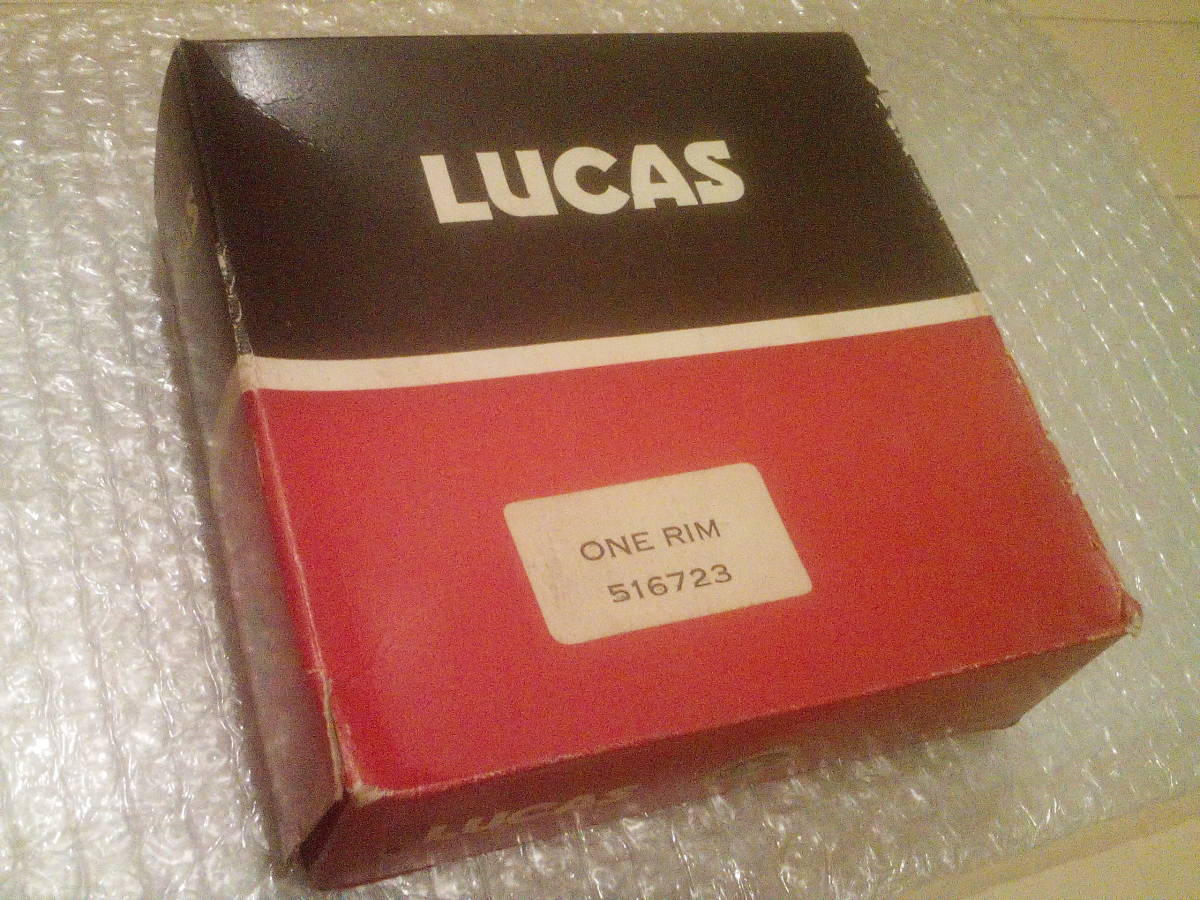 LUCAS
ONE RIM
516723
LUCAS